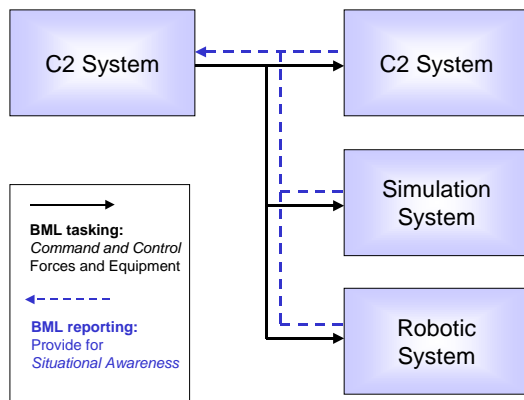 C2 System
C2 System
Simulation
System
Robotic
System
BML tasking:
Command and Control
Forces and Equipment
BML reporting:
Provide for
Situational Awareness